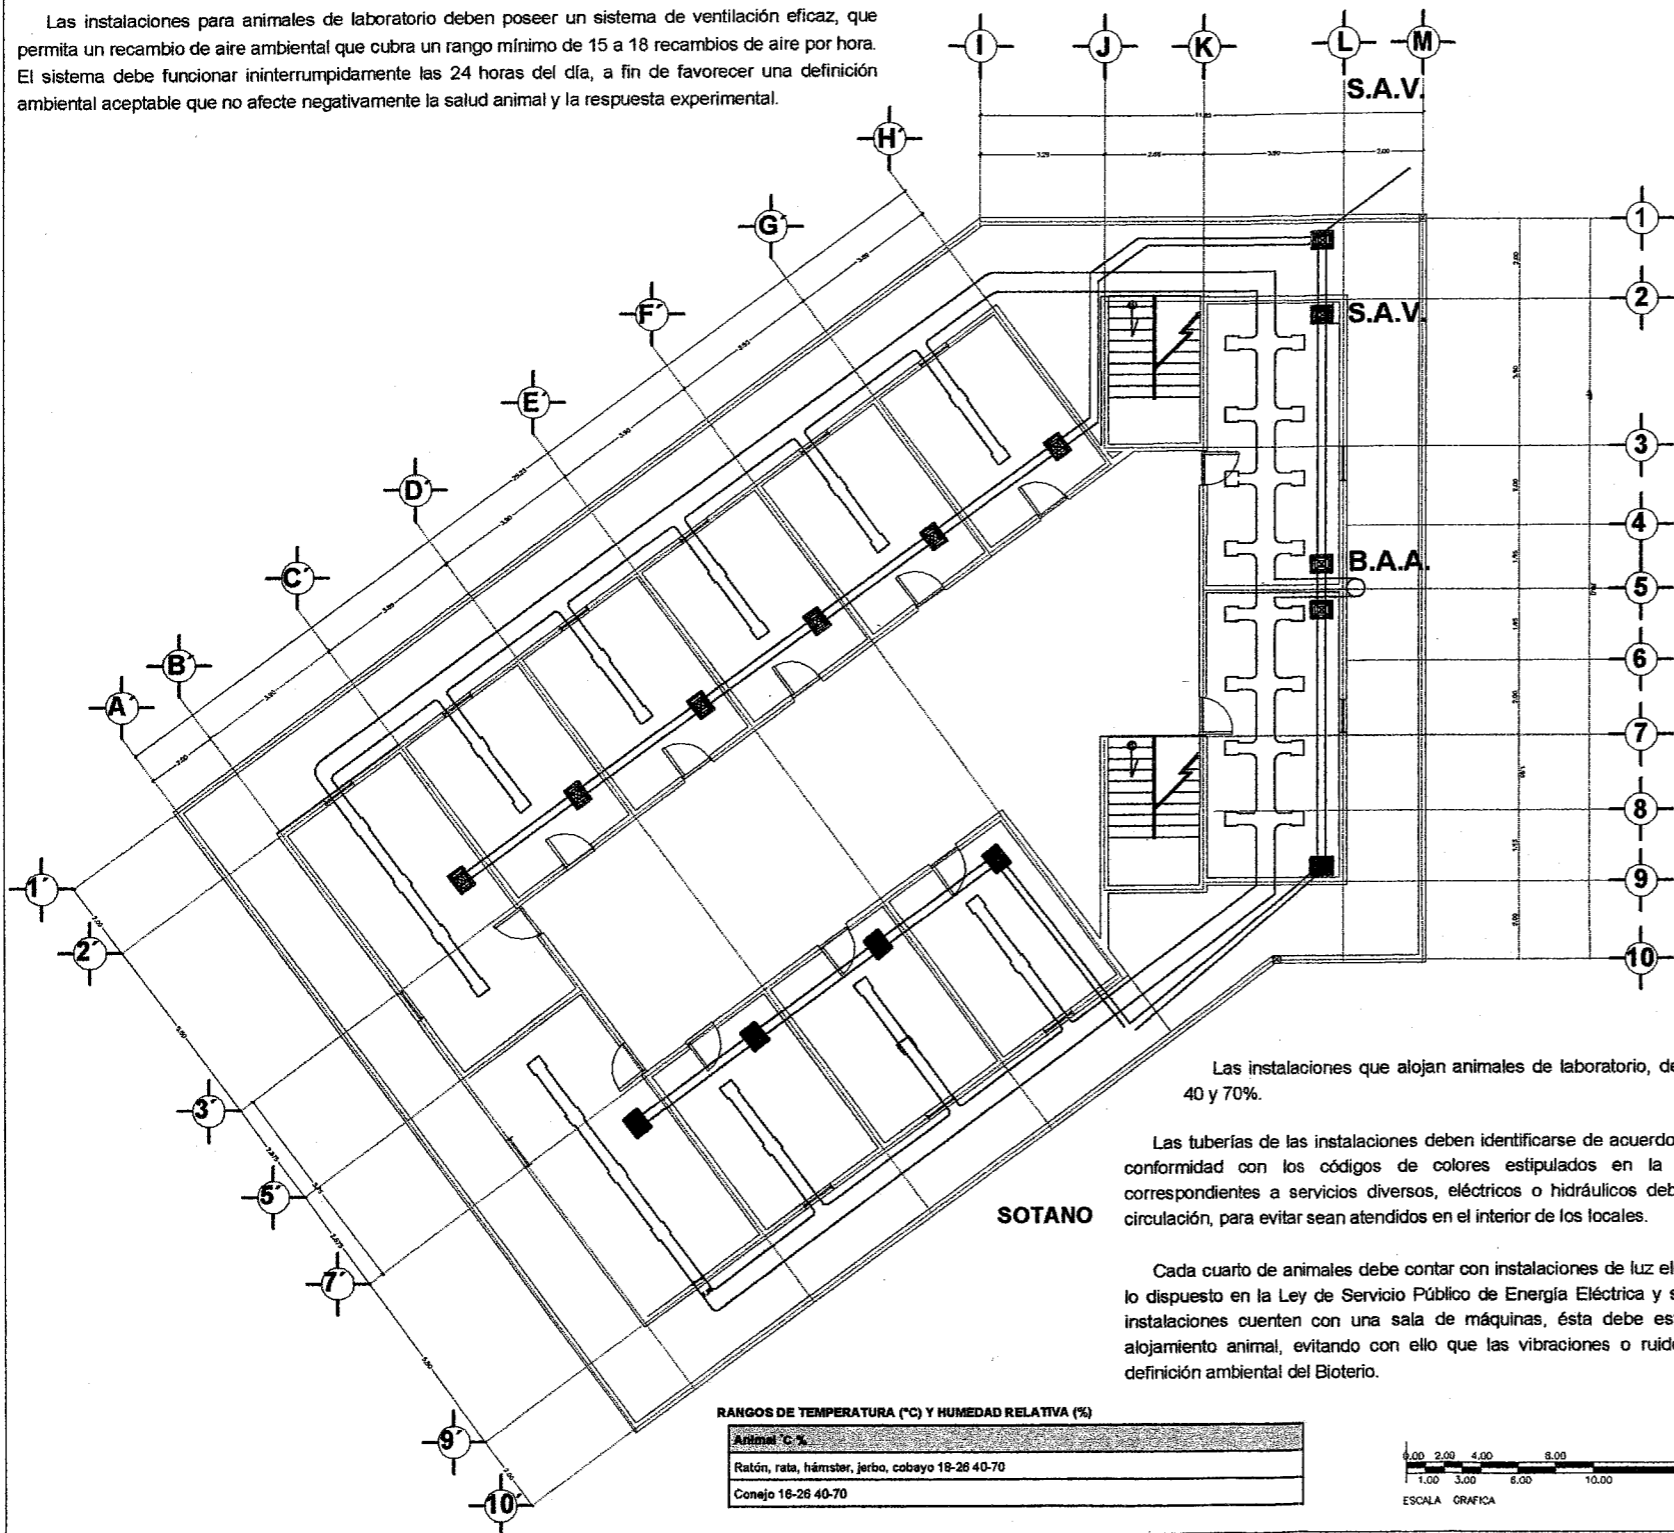 Las instalaciones para animales de laboratorio deben poseer un sistema de ventilación eficaz, que
permita un recambio de aire ambiental que cubra un rango mínimo de 15 a 18 recambios de aire por hora.
El sistema debe funcionar ininterrumpidamente las 24 horas del día, a fin de favorecer una definición
ambiental aceptable que no afecte negativamente la salud animal y la respuesta experimental.
I J K L M
S.A.V.
3.90 2.00
H´
G´
F´
E´
D´
C´
B´
A´
1
2
S.A.V.
3
4
B.A.A.
5
6
7
8
9
10
1´
2´
3´
5´
7´
9´
10´
SOTANO
Las instalaciones que alojan animales de laboratorio, de
40 y 70%.
Las tuberías de las instalaciones deben identificarse de acuerdo
conformidad con los códigos de colores estipulados en la
correspondientes a servicios diversos, eléctricos o hidráulicos deb
circulación, para evitar sean atendidos en el interior de los locales.
Cada cuarto de animales debe contar con instalaciones de luz el
lo dispuesto en la Ley de Servicio Público de Energía Eléctrica y s
instalaciones cuenten con una sala de máquinas, ésta debe es
alojamiento animal, evitando con ello que las vibraciones o ruid
definición ambiental del Bioterio.
RANGOS DE TEMPERATURA (°C) Y HUMEDAD RELATIVA (%)
Animal °C %
Ratón, rata, hámster, jerbo, cobayo 18-26 40-70
Conejo 16-26 40-70
0.00 2.00 4.00 8.00
1.00 3.00 6.00 10.00
ESCALA GRAFICA